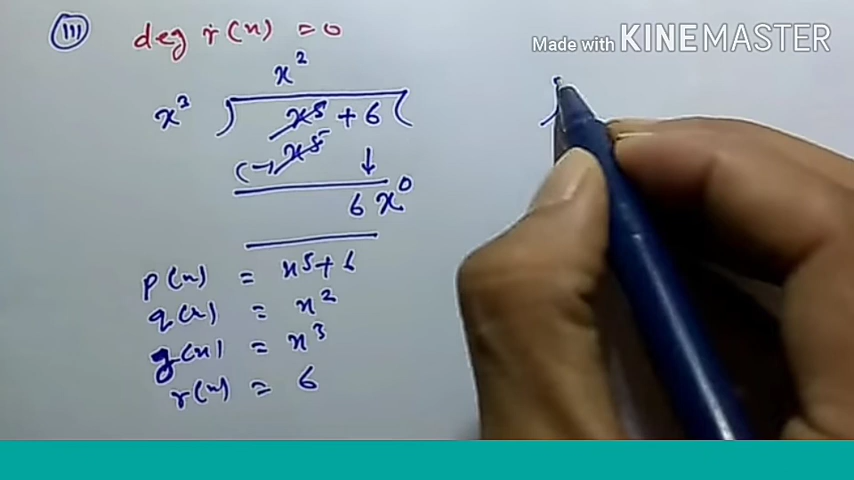 (III) deg r(x) = 0
Made with KINEMASTER
x²
x³ ) x⁵ + 6 (
(-) x⁵ ↓
6 x⁰
p(x) = x⁵ + 6
q(x) = x²
g(x) = x³
r(x) = 6